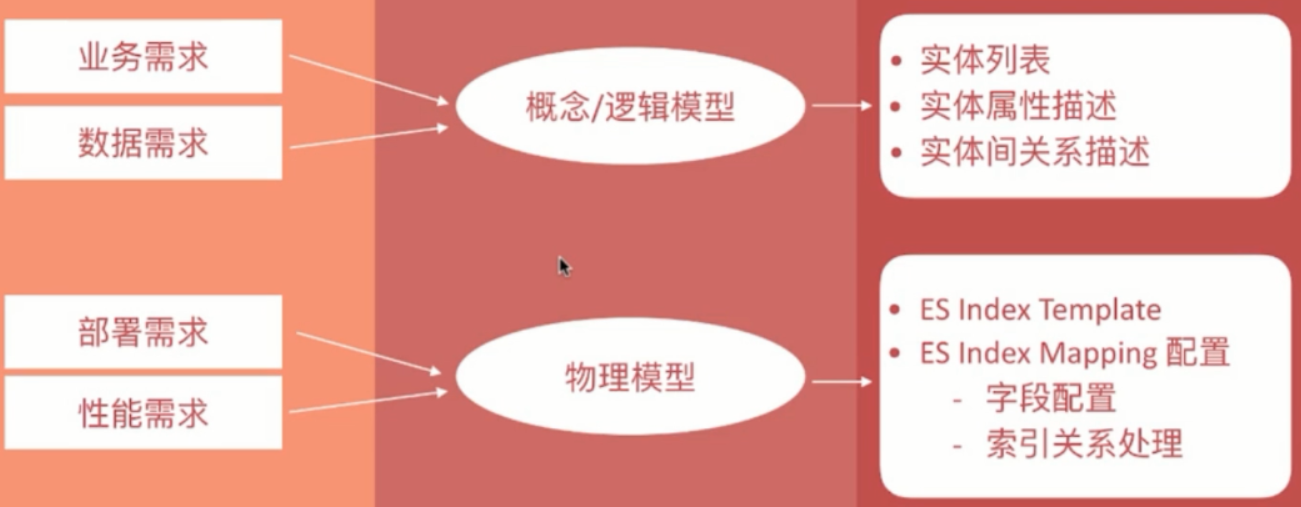 业务需求
数据需求
概念/逻辑模型
• 实体列表
• 实体属性描述
• 实体间关系描述
部署需求
性能需求
物理模型
• ES Index Template
• ES Index Mapping 配置
- 字段配置
- 索引关系处理